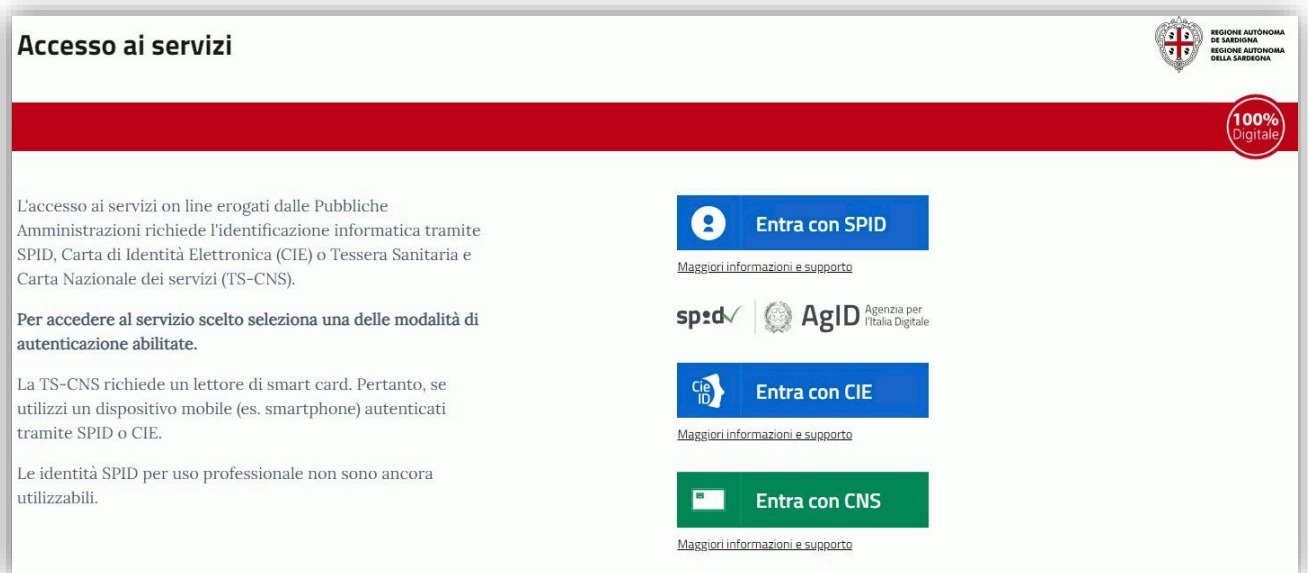 Accesso ai servizi
REGIONE AUTÒNOMA
DE SARDIGNA
REGIONE AUTONOMA
DELLA SARDEGNA
100%
Digitale
L'accesso ai servizi on line erogati dalle Pubbliche
Amministrazioni richiede l'identificazione informatica tramite
SPID, Carta di Identità Elettronica (CIE) o Tessera Sanitaria e
Carta Nazionale dei servizi (TS-CNS).
Per accedere al servizio scelto seleziona una delle modalità di
autenticazione abilitate.
La TS-CNS richiede un lettore di smart card. Pertanto, se
utilizzi un dispositivo mobile (es. smartphone) autenticati
tramite SPID o CIE.
Le identità SPID per uso professionale non sono ancora
utilizzabili.
Entra con SPID
Maggiori informazioni e supporto
spid
AgID Agenzia per
l'Italia Digitale
Cie
ID
Entra con CIE
Maggiori informazioni e supporto
Entra con CNS
Maggiori informazioni e supporto